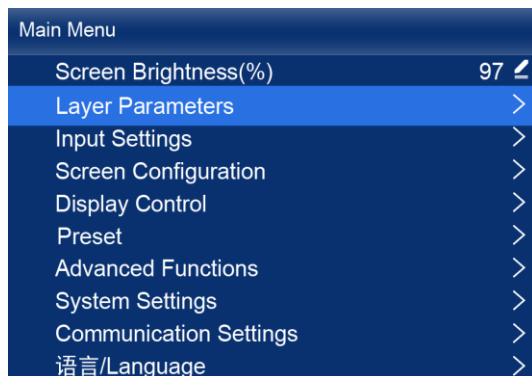 Main Menu
Screen Brightness(%) 97
Layer Parameters
Input Settings
Screen Configuration
Display Control
Preset
Advanced Functions
System Settings
Communication Settings
语言/Language